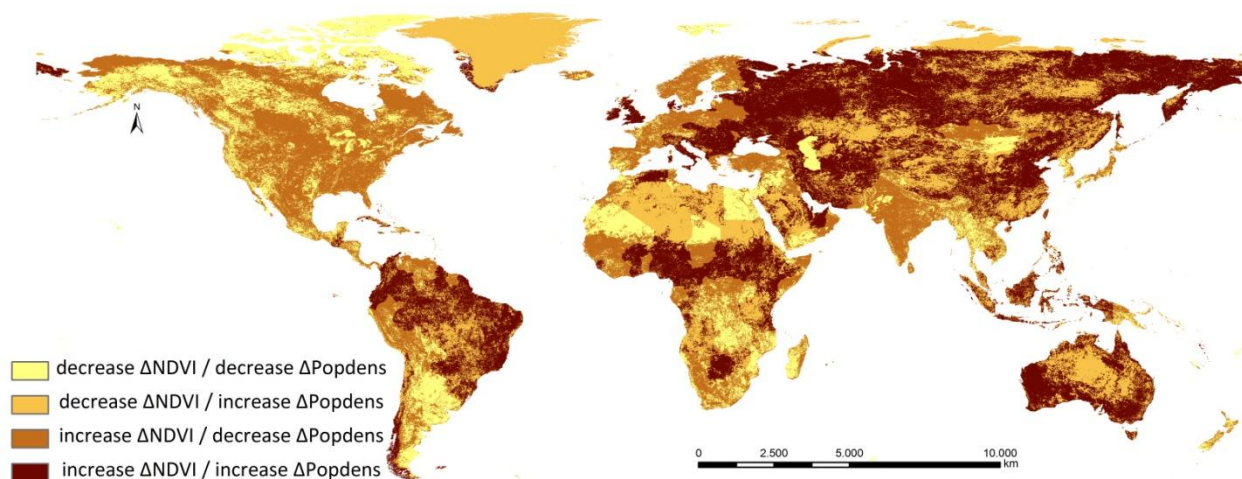 N
decrease ΔNDVI / decrease ΔPopdens
decrease ΔNDVI / increase ΔPopdens
increase ΔNDVI / decrease ΔPopdens
increase ΔNDVI / increase ΔPopdens
0 2.500 5.000 10.000
km